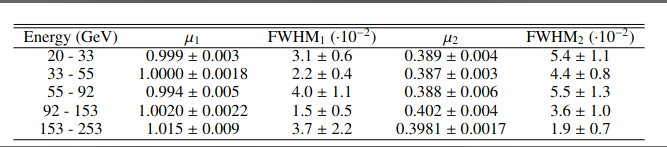 Energy (GeV) μ₁ FWHM₁ (·10⁻²) μ₂ FWHM₂ (·10⁻²)
20 - 33 0.999 ± 0.003 3.1 ± 0.6 0.389 ± 0.004 5.4 ± 1.1
33 - 55 1.0000 ± 0.0018 2.2 ± 0.4 0.387 ± 0.003 4.4 ± 0.8
55 - 92 0.994 ± 0.005 4.0 ± 1.1 0.388 ± 0.006 5.5 ± 1.3
92 - 153 1.0020 ± 0.0022 1.5 ± 0.5 0.402 ± 0.004 3.6 ± 1.0
153 - 253 1.015 ± 0.009 3.7 ± 2.2 0.3981 ± 0.0017 1.9 ± 0.7